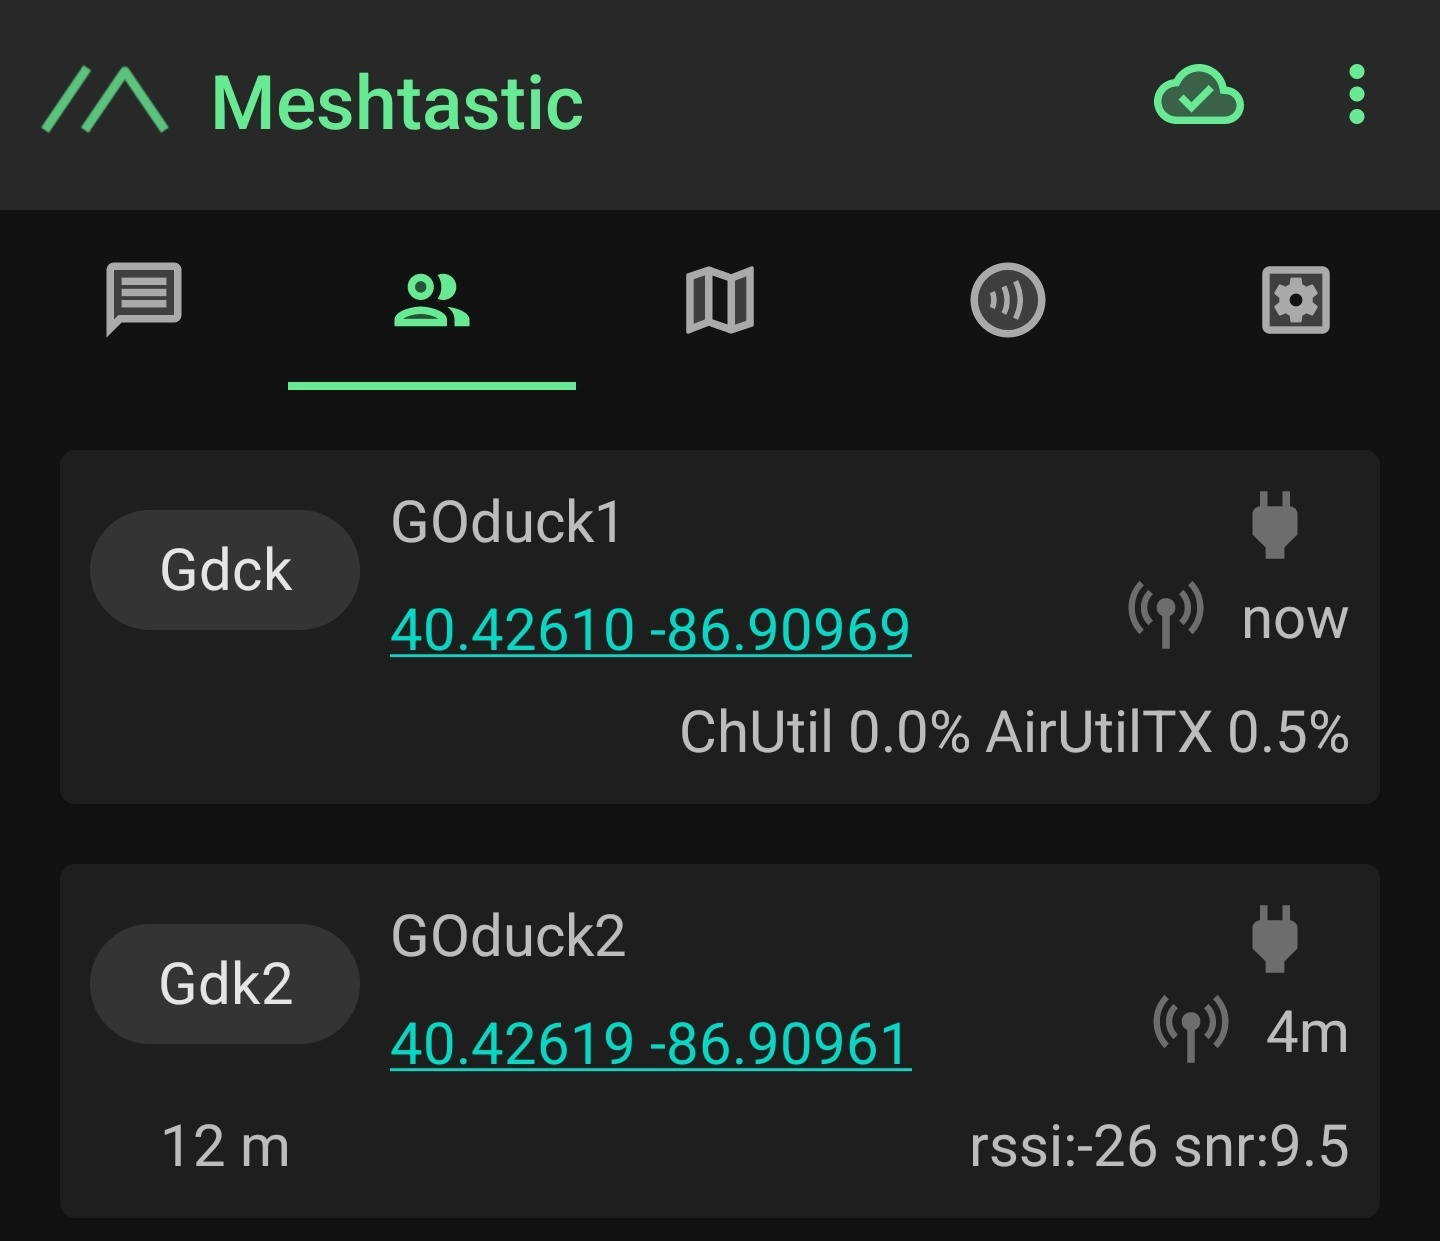 Meshtastic
Gdck
GOduck1
40.42610 -86.90969
now
ChUtil 0.0% AirUtilTX 0.5%
Gdk2
GOduck2
40.42619 -86.90961
4m
12 m
rssi:-26 snr:9.5